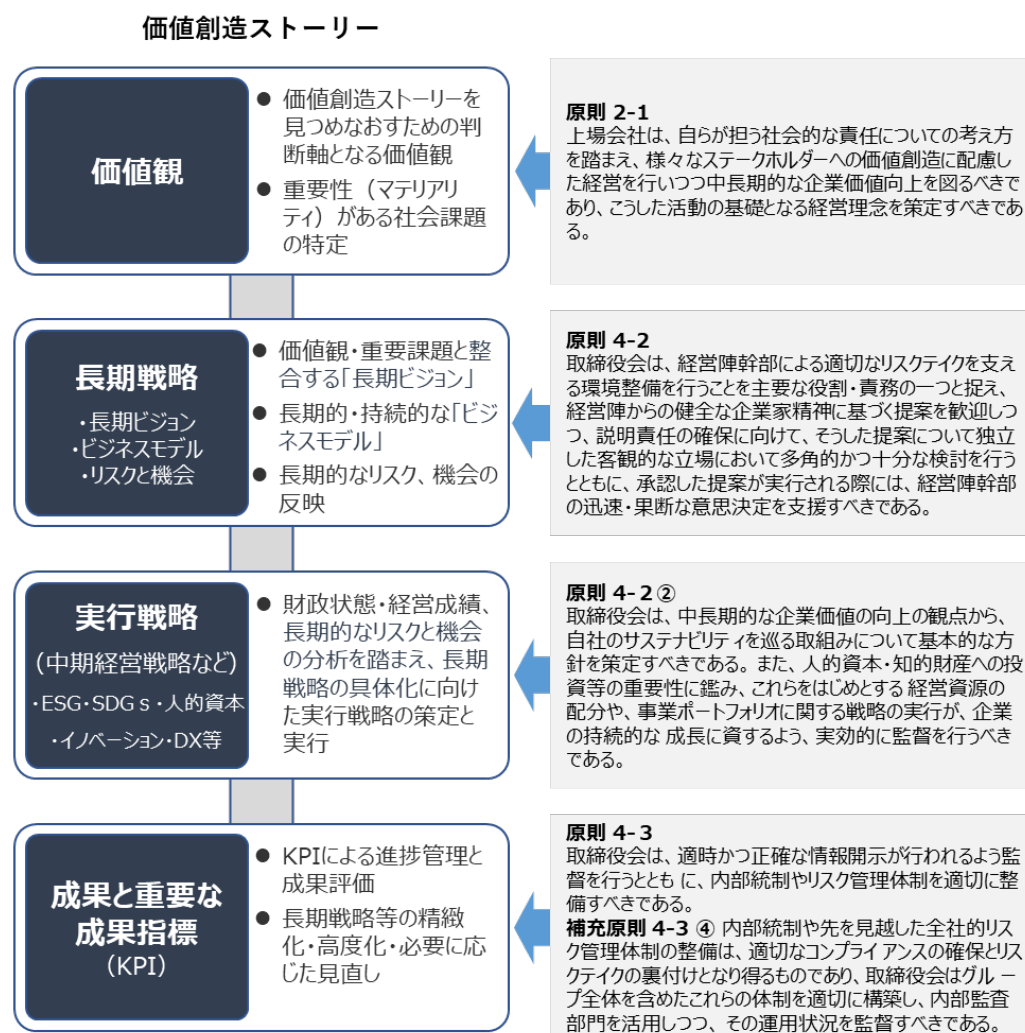 価値創造ストーリー
価値観
● 価値創造ストーリーを
見つめなおすための判
断軸となる価値観
● 重要性（マテリアリ
ティ）がある社会課題
の特定
原則 2-1
上場会社は、自らが担う社会的な責任についての考え方
を踏まえ、様々なステークホルダーへの価値創造に配慮し
た経営を行いつつ中長期的な企業価値向上を図るべきで
あり、こうした活動の基礎となる経営理念を策定すべきであ
る。
長期戦略
・長期ビジョン
・ビジネスモデル
・リスクと機会
● 価値観・重要課題と整
合する「長期ビジョン」
● 長期的・持続的な「ビジ
ネスモデル」
● 長期的なリスク、機会の
反映
原則 4-2
取締役会は、経営陣幹部による適切なリスクテイクを支え
る環境整備を行うことを主要な役割・責務の一つと捉え、
経営陣からの健全な企業家精神に基づく提案を歓迎しつ
つ、説明責任の確保に向けて、そうした提案について独立
した客観的な立場において多角的かつ十分な検討を行う
とともに、承認した提案が実行される際には、経営陣幹部
の迅速・果断な意思決定を支援すべきである。
実行戦略
(中期経営戦略など)
・ESG・SDGｓ・人的資本
・イノベーション・DX等
● 財政状態・経営成績、
長期的なリスクと機会
の分析を踏まえ、長期
戦略の具体化に向け
た実行戦略の策定と
実行
原則 4-２②
取締役会は、中長期的な企業価値の向上の観点から、
自社のサステナビリティを巡る取組みについて基本的な方
針を策定すべきである。また、人的資本・知的財産への投
資等の重要性に鑑み、これらをはじめとする 経営資源の
配分や、事業ポートフォリオに関する戦略の実行が、企業
の持続的な 成長に資するよう、実効的に監督を行うべき
である。
成果と重要な
成果指標
（KPI）
● KPIによる進捗管理と
成果評価
● 長期戦略等の精緻
化・高度化・必要に応
じた見直し
原則 4-３
取締役会は、適時かつ正確な情報開示が行われるよう監
督を行うととも に、内部統制やリスク管理体制を適切に整
備すべきである。
補充原則 4-3 ④ 内部統制や先を見越した全社的リス
ク管理体制の整備は、適切なコンプライ アンスの確保とリス
クテイクの裏付けとなり得るものであり、取締役会はグル ー
プ全体を含めたこれらの体制を適切に構築し、内部監査
部門を活用しつつ、その運用状況を監督すべきである。